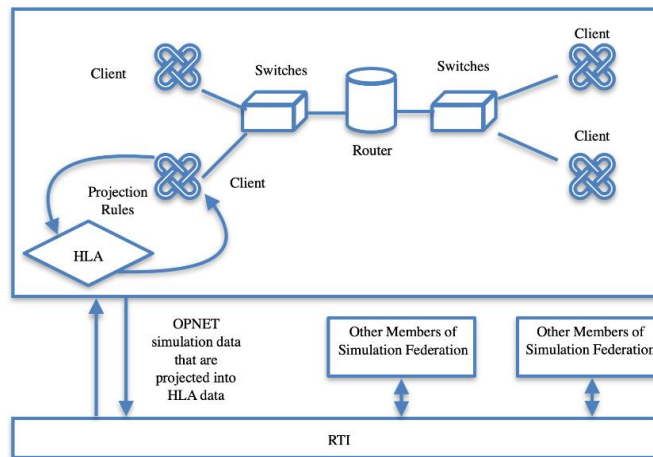 Client
Client
Switches
Switches
Client
Router
Client
Projection
Rules
HLA
OPNET
simulation data
that are
projected into
HLA data
Other Members of
Simulation Federation
Other Members of
Simulation Federation
RTI